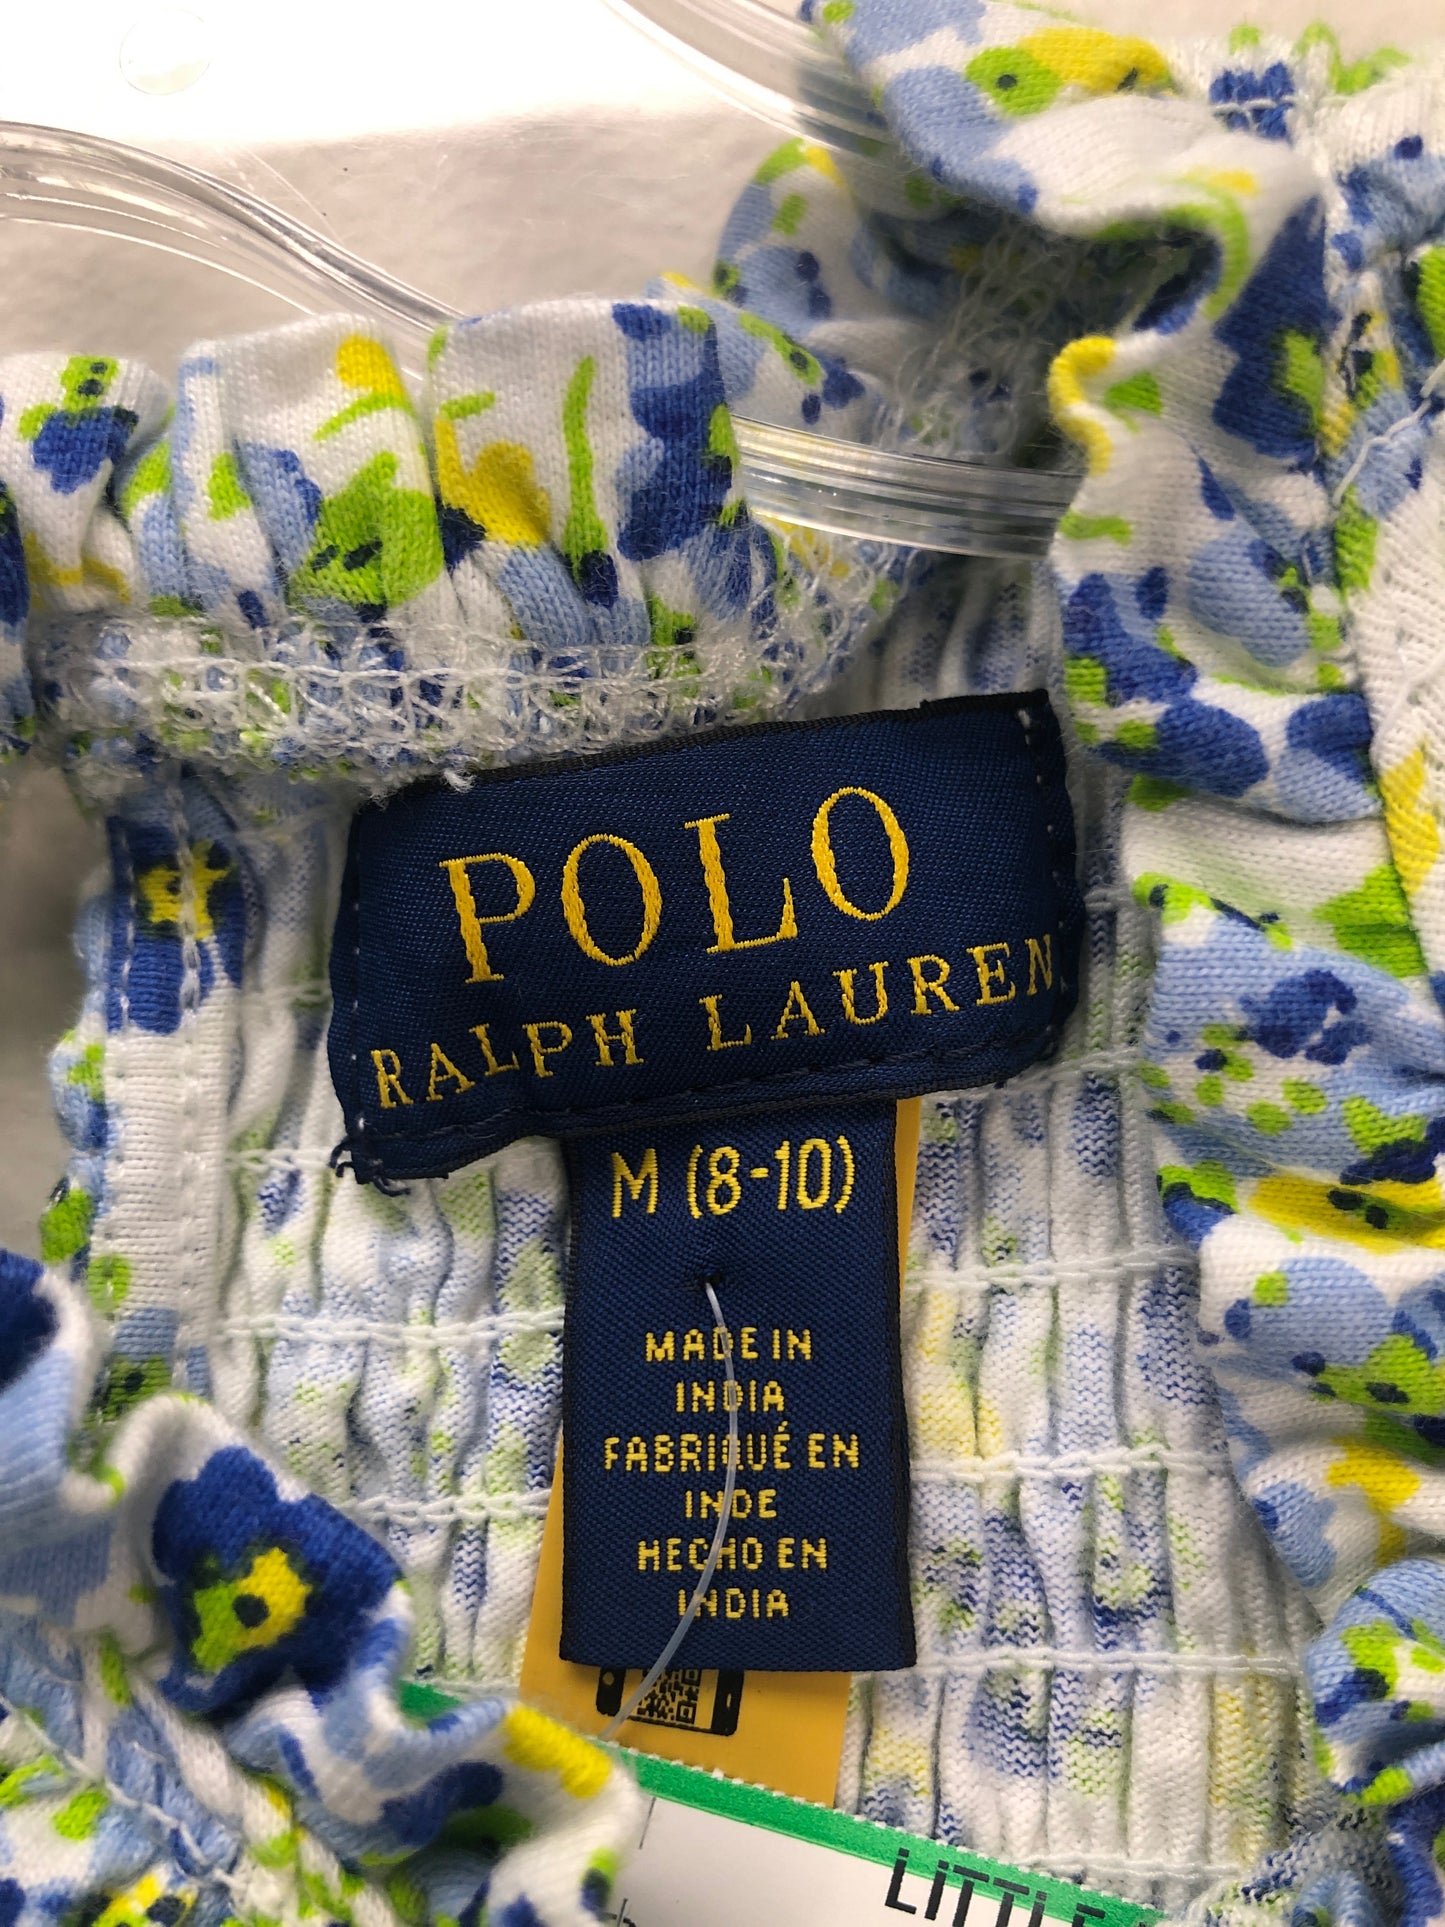 POLO
RALPH LAUREN
M (8-10)
MADE IN
INDIA
FABRIQUÉ EN
INDE
HECHO EN
INDIA
LiTTLE